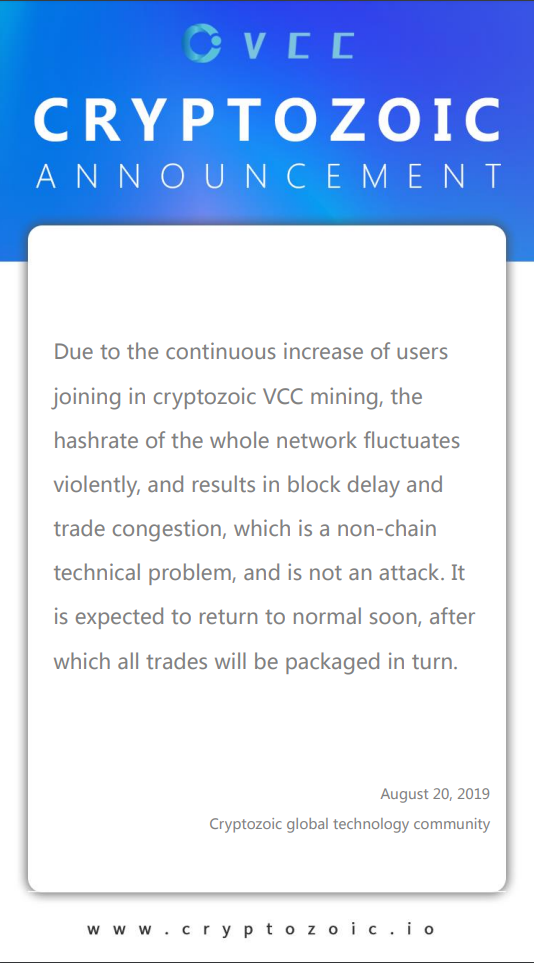 VCC
CRYPTOZOIC
ANNOUNCEMENT
Due to the continuous increase of users
joining in cryptozoic VCC mining, the
hashrate of the whole network fluctuates
violently, and results in block delay and
trade congestion, which is a non-chain
technical problem, and is not an attack. It
is expected to return to normal soon, after
which all trades will be packaged in turn.
August 20, 2019
Cryptozoic global technology community
www.cryptozoic.io